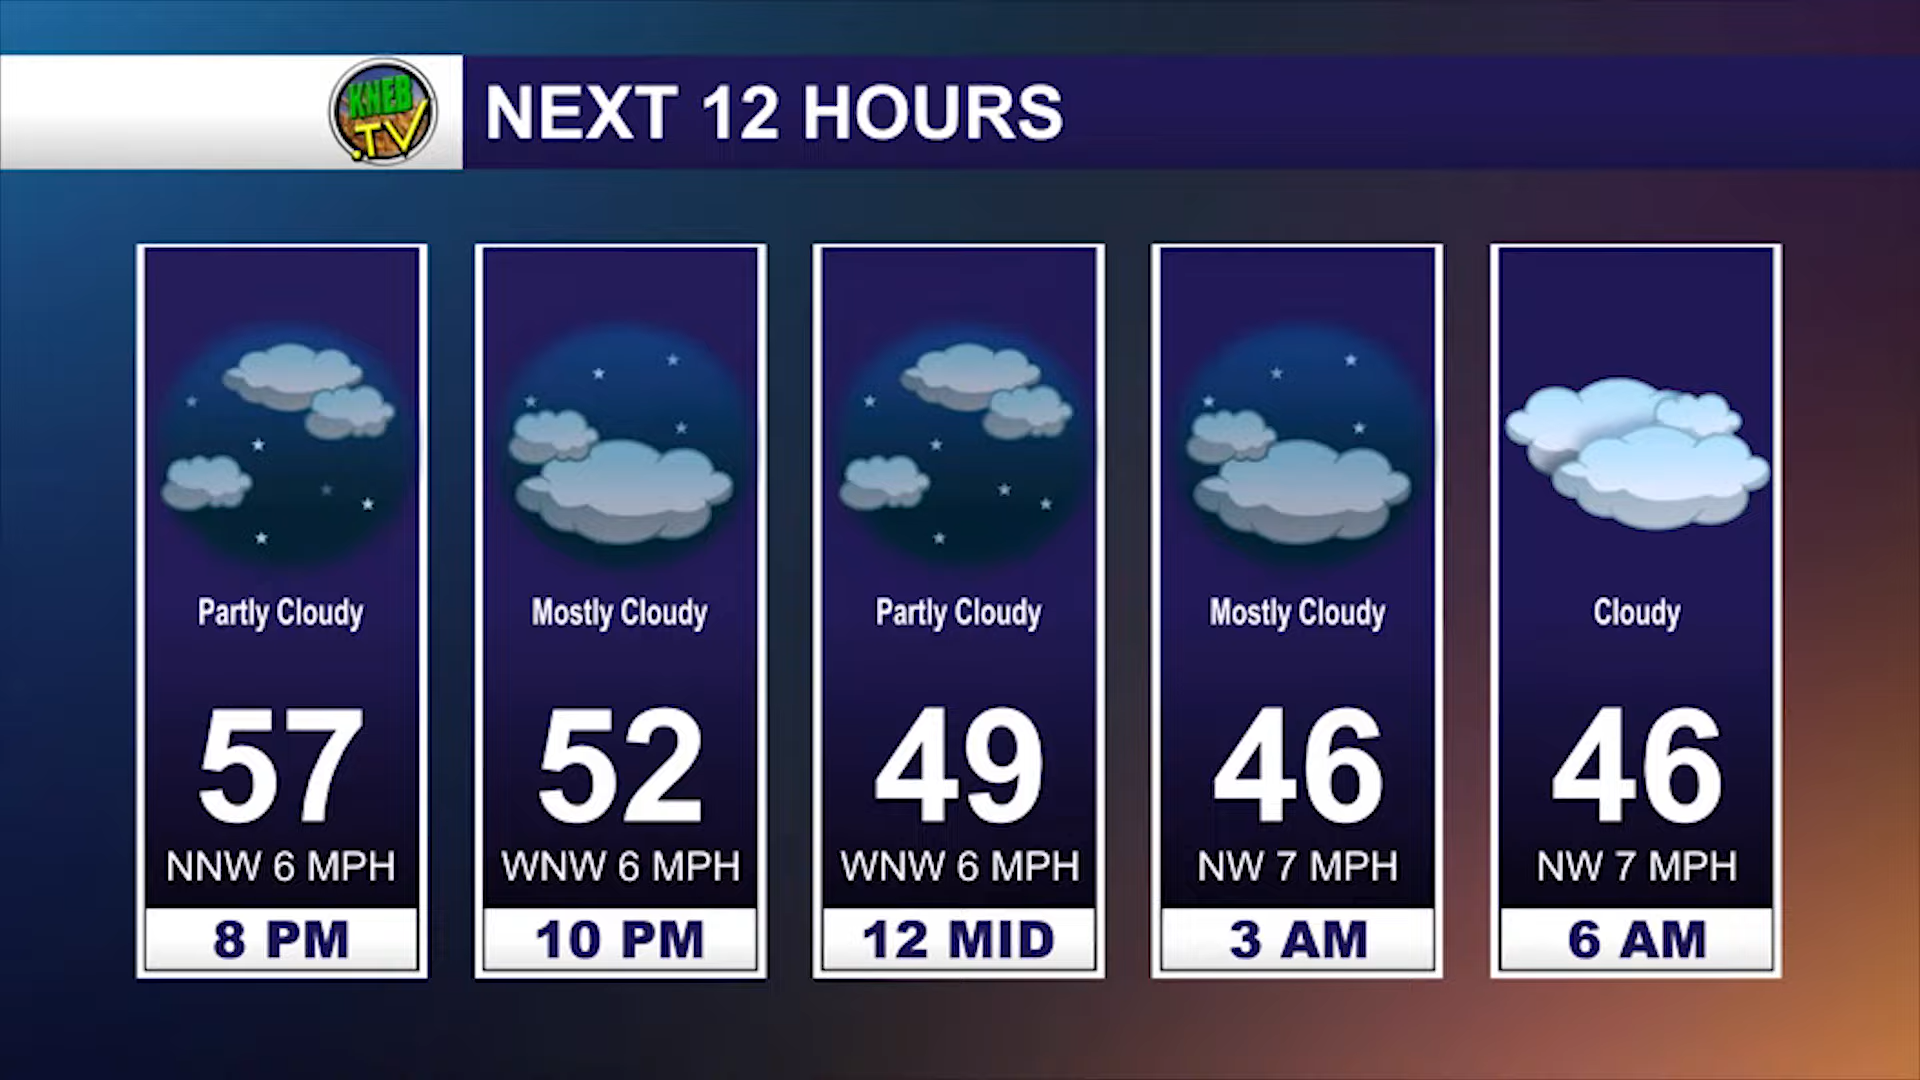 KNEB
.TV
NEXT 12 HOURS
Partly Cloudy
57
NNW 6 MPH
8 PM
Mostly Cloudy
52
WNW 6 MPH
10 PM
Partly Cloudy
49
WNW 6 MPH
12 MID
Mostly Cloudy
46
NW 7 MPH
3 AM
Cloudy
46
NW 7 MPH
6 AM